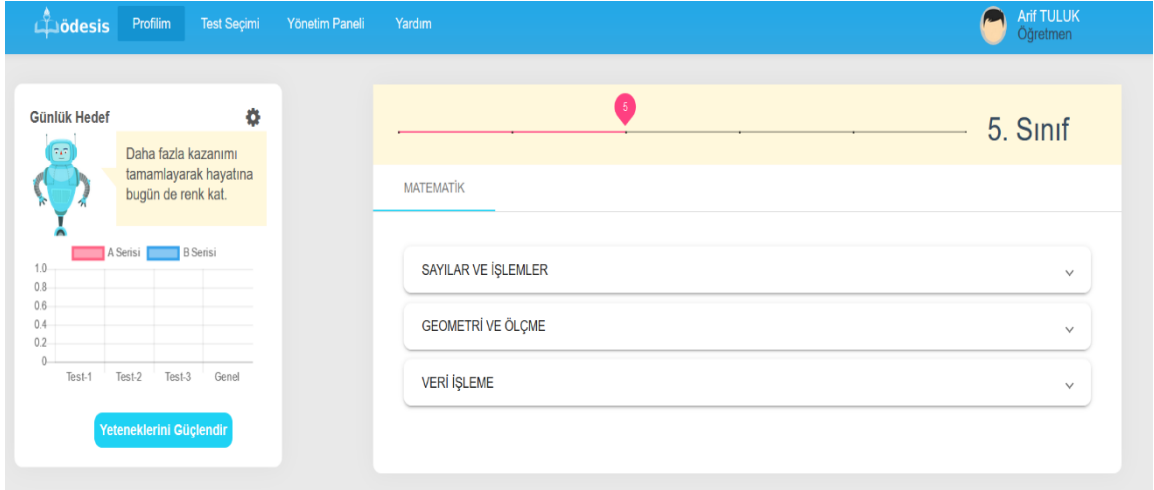 ödesis
Profilim
Test Seçimi
Yönetim Paneli
Yardım
Arif TULUK
Öğretmen
Günlük Hedef
Daha fazla kazanımı
tamamlayarak hayatına
bugün de renk kat.
A Serisi
B Serisi
1.0
0.8
0.6
0.4
0.2
0
Test-1
Test-2
Test-3
Genel
Yeteneklerini Güçlendir
5
5. Sınıf
MATEMATİK
SAYILAR VE İŞLEMLER
GEOMETRİ VE ÖLÇME
VERİ İŞLEME